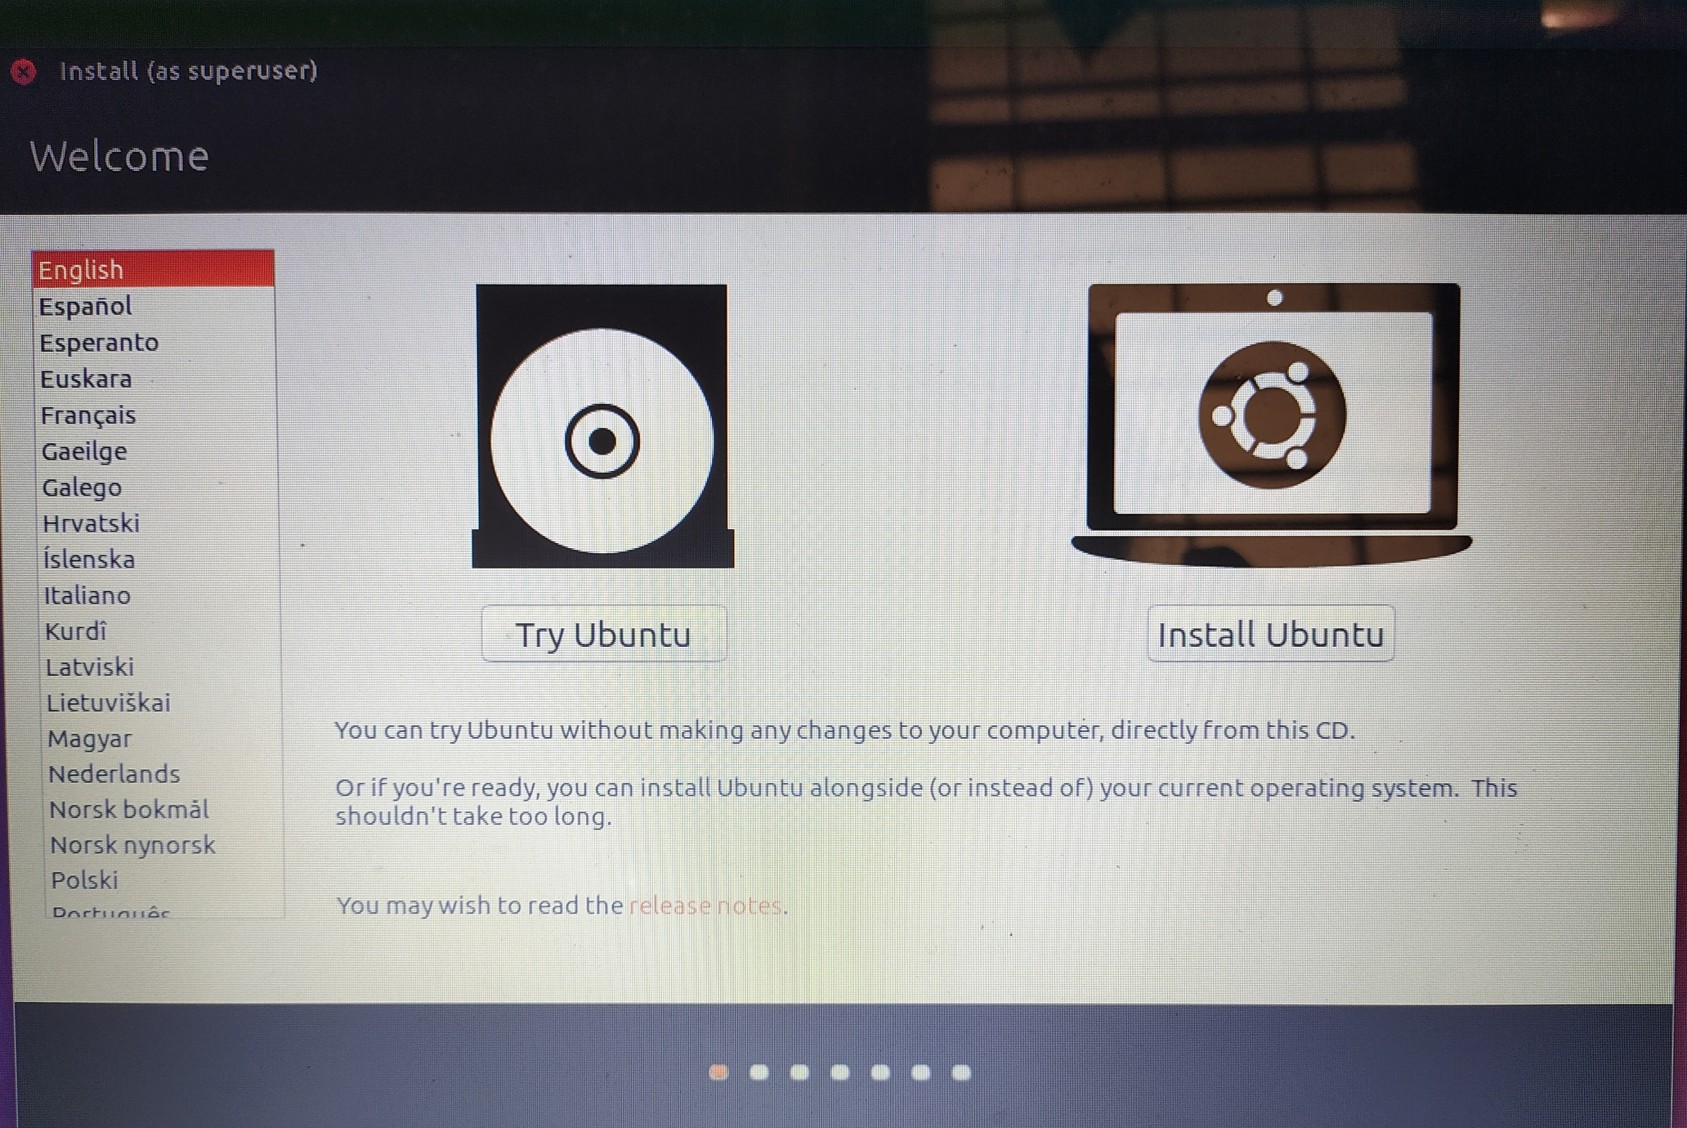 Install (as superuser)
Welcome
English
Español
Esperanto
Euskara
Français
Gaeilge
Galego
Hrvatski
Íslenska
Italiano
Kurdî
Latviski
Lietuviškai
Magyar
Nederlands
Norsk bokmål
Norsk nynorsk
Polski
Português
Try Ubuntu
Install Ubuntu
You can try Ubuntu without making any changes to your computer, directly from this CD.
Or if you're ready, you can install Ubuntu alongside (or instead of) your current operating system. This
shouldn't take too long.
You may wish to read the release notes.